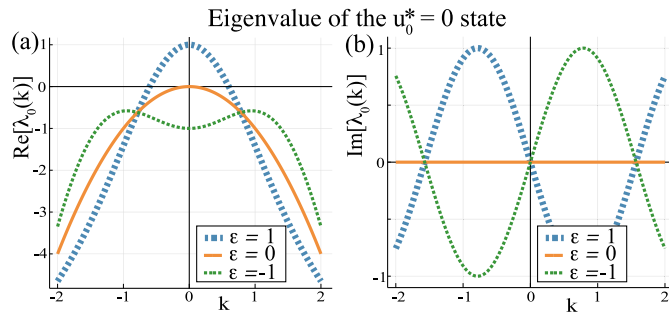 Eigenvalue of the u₀* = 0 state
(a)
Re[λ₀(k)]
1
0
-1
-2
-3
-4
ε = 1
ε = 0
ε =-1
-2 -1 0 1 2
k
(b)
Im[λ₀(k)]
1
0
-1
ε = 1
ε = 0
ε =-1
-2 -1 0 1 2
k